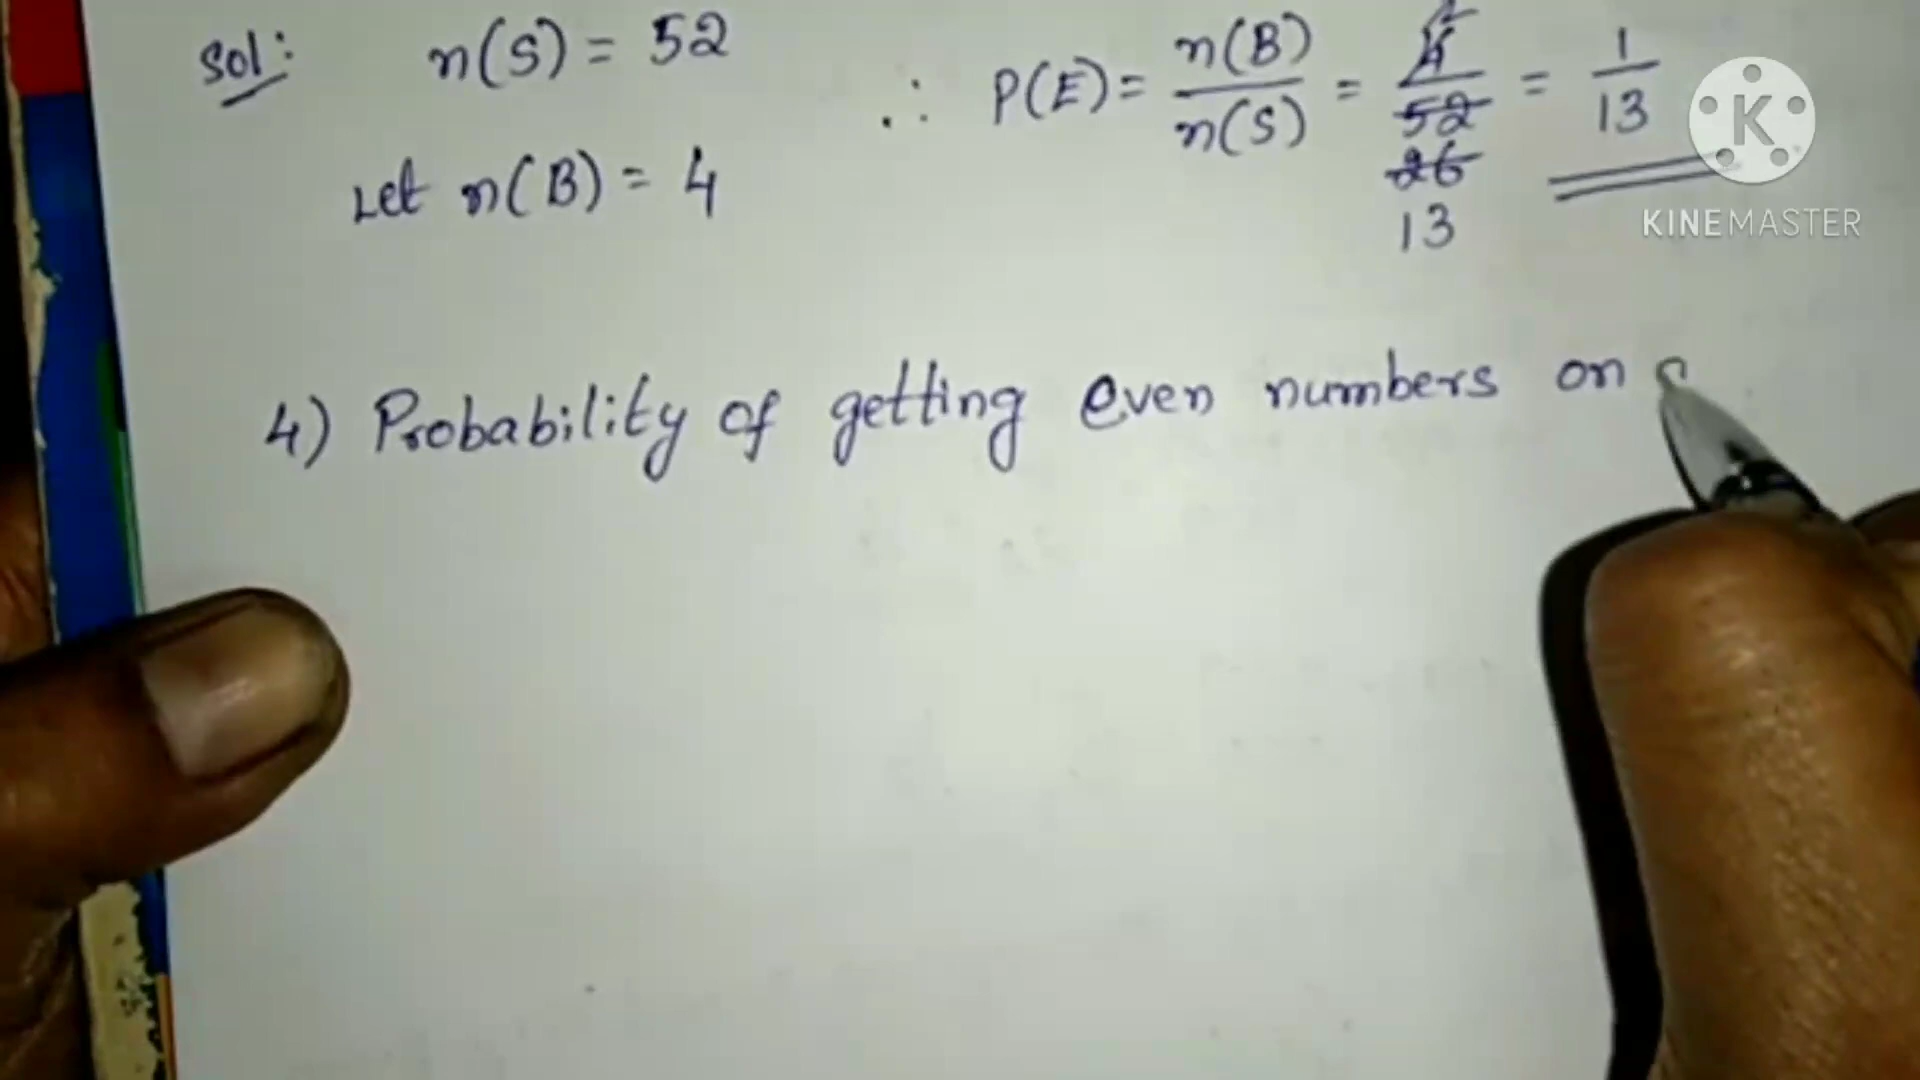 Sol: n(S) = 52
∴ P(E) = n(B)/n(S) = 4/52 = 1/13
26
13
Let n(B) = 4
KINEMASTER
4) Probability of getting even numbers on